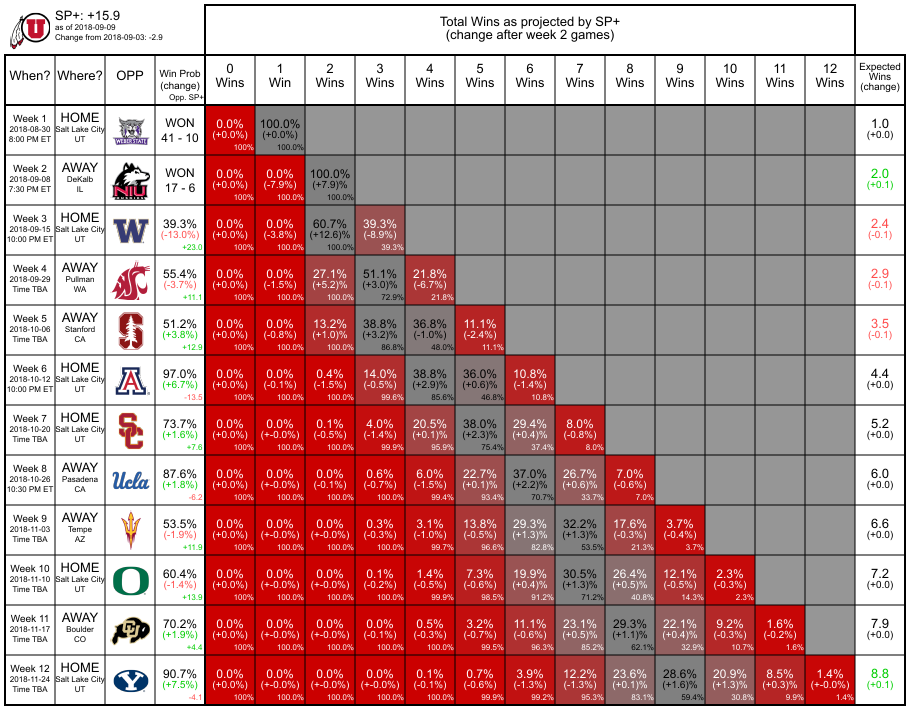 SP+: +15.9
as of 2018-09-09
Change from 2018-09-03: -2.9
Total Wins as projected by SP+
(change after week 2 games)
When? Where? OPP Win Prob (change) Opp. SP+ 0 Wins 1 Win 2 Wins 3 Wins 4 Wins 5 Wins 6 Wins 7 Wins 8 Wins 9 Wins 10 Wins 11 Wins 12 Wins Expected Wins (change)
Week 1 HOME WON 0.0% 100.0% 1.0
2018-08-30 Salt Lake City WEBER STATE 41 - 10 (+0.0%) (+0.0%) (+0.0)
8:00 PM ET UT 100% 100.0%
Week 2 AWAY WON 0.0% 0.0% 100.0% 2.0
2018-09-08 DeKalb NIU 17 - 6 (+0.0%) (-7.9%) (+7.9)% (+0.1)
7:30 PM ET IL HUSKIES 100% 100.0% 100.0%
Week 3 HOME W 39.3% 0.0% 0.0% 60.7% 39.3% 2.4
2018-09-15 Salt Lake City (-13.0%) (+0.0%) (-3.8%) (+12.6)% (-8.9%) (-0.1)
10:00 PM ET UT +23.0 100% 100.0% 100.0% 39.3%
Week 4 AWAY 55.4% 0.0% 0.0% 27.1% 51.1% 21.8% 2.9
2018-09-29 Pullman (-3.7%) (+0.0%) (-1.5%) (+5.2)% (+3.0)% (-6.7%) (-0.1)
Time TBA WA +11.1 100% 100.0% 100.0% 72.9% 21.8%
Week 5 AWAY S 51.2% 0.0% 0.0% 13.2% 38.8% 36.8% 11.1% 3.5
2018-10-06 Stanford (+3.8%) (+0.0%) (-0.8%) (+1.0)% (+3.2)% (-1.0%) (-2.4%) (-0.1)
Time TBA CA +12.9 100% 100.0% 100.0% 86.8% 48.0% 11.1%
Week 6 HOME A 97.0% 0.0% 0.0% 0.4% 14.0% 38.8% 36.0% 10.8% 4.4
2018-10-12 Salt Lake City (+6.7%) (+0.0%) (-0.1%) (-1.5%) (-0.5%) (+2.9)% (+0.6)% (-1.4%) (+0.0)
10:00 PM ET UT -13.5 100% 100.0% 100.0% 99.6% 85.6% 46.8% 10.8%
Week 7 HOME SC 73.7% 0.0% 0.0% 0.1% 4.0% 20.5% 38.0% 29.4% 8.0% 5.2
2018-10-20 Salt Lake City (+1.6%) (+0.0%) (+-0.0%) (-0.5%) (-1.4%) (+0.1)% (+2.3)% (+0.4)% (-0.8%) (+0.0)
Time TBA UT +7.6 100% 100.0% 100.0% 99.9% 95.9% 75.4% 37.4% 8.0%
Week 8 AWAY Ucla 87.6% 0.0% 0.0% 0.0% 0.6% 6.0% 22.7% 37.0% 26.7% 7.0% 6.0
2018-10-26 Pasadena (+1.8%) (+0.0%) (+-0.0%) (-0.1%) (-0.7%) (-1.5%) (+0.1)% (+2.2)% (+0.6)% (-0.6%) (+0.0)
10:30 PM ET CA -6.2 100% 100.0% 100.0% 100.0% 99.4% 93.4% 70.7% 33.7% 7.0%
Week 9 AWAY 53.5% 0.0% 0.0% 0.0% 0.3% 3.1% 13.8% 29.3% 32.2% 17.6% 3.7% 6.6
2018-11-03 Tempe (-1.9%) (+0.0%) (+-0.0%) (+-0.0%) (-0.3%) (-1.0%) (-0.5%) (+1.3)% (+1.3)% (-0.3%) (-0.4%) (+0.0)
Time TBA AZ +11.9 100% 100.0% 100.0% 100.0% 99.7% 96.6% 82.8% 53.5% 21.3% 3.7%
Week 10 HOME O 60.4% 0.0% 0.0% 0.0% 0.1% 1.4% 7.3% 19.9% 30.5% 26.4% 12.1% 2.3% 7.2
2018-11-10 Salt Lake City (-1.4%) (+0.0%) (+-0.0%) (+-0.0%) (-0.2%) (-0.5%) (-0.6%) (+0.4)% (+1.3)% (+0.5)% (-0.5%) (-0.3%) (+0.0)
Time TBA UT +13.9 100% 100.0% 100.0% 100.0% 99.9% 98.5% 91.2% 71.2% 40.8% 14.3% 2.3%
Week 11 AWAY CU 70.2% 0.0% 0.0% 0.0% 0.0% 0.5% 3.2% 11.1% 23.1% 29.3% 22.1% 9.2% 1.6% 7.9
2018-11-17 Boulder (+1.9%) (+0.0%) (+-0.0%) (+-0.0%) (-0.1%) (-0.3%) (-0.7%) (-0.6%) (+0.5)% (+1.1)% (+0.4)% (-0.3%) (-0.2%) (+0.0)
Time TBA CO +4.4 100% 100.0% 100.0% 100.0% 100.0% 99.5% 96.3% 85.2% 62.1% 32.9% 10.7% 1.6%
Week 12 HOME Y 90.7% 0.0% 0.0% 0.0% 0.0% 0.1% 0.7% 3.9% 12.2% 23.6% 28.6% 20.9% 8.5% 1.4% 8.8
2018-11-24 Salt Lake City (+7.5%) (+0.0%) (+-0.0%) (+-0.0%) (+-0.0%) (-0.1%) (-0.6%) (-1.3%) (-1.3%) (+0.1)% (+1.6)% (+1.3)% (+0.3)% (+-0.0% (+0.1)
Time TBA UT -4.1 100% 100.0% 100.0% 100.0% 100.0% 99.9% 99.2% 95.3% 83.1% 59.4% 30.8% 9.9% 1.4%